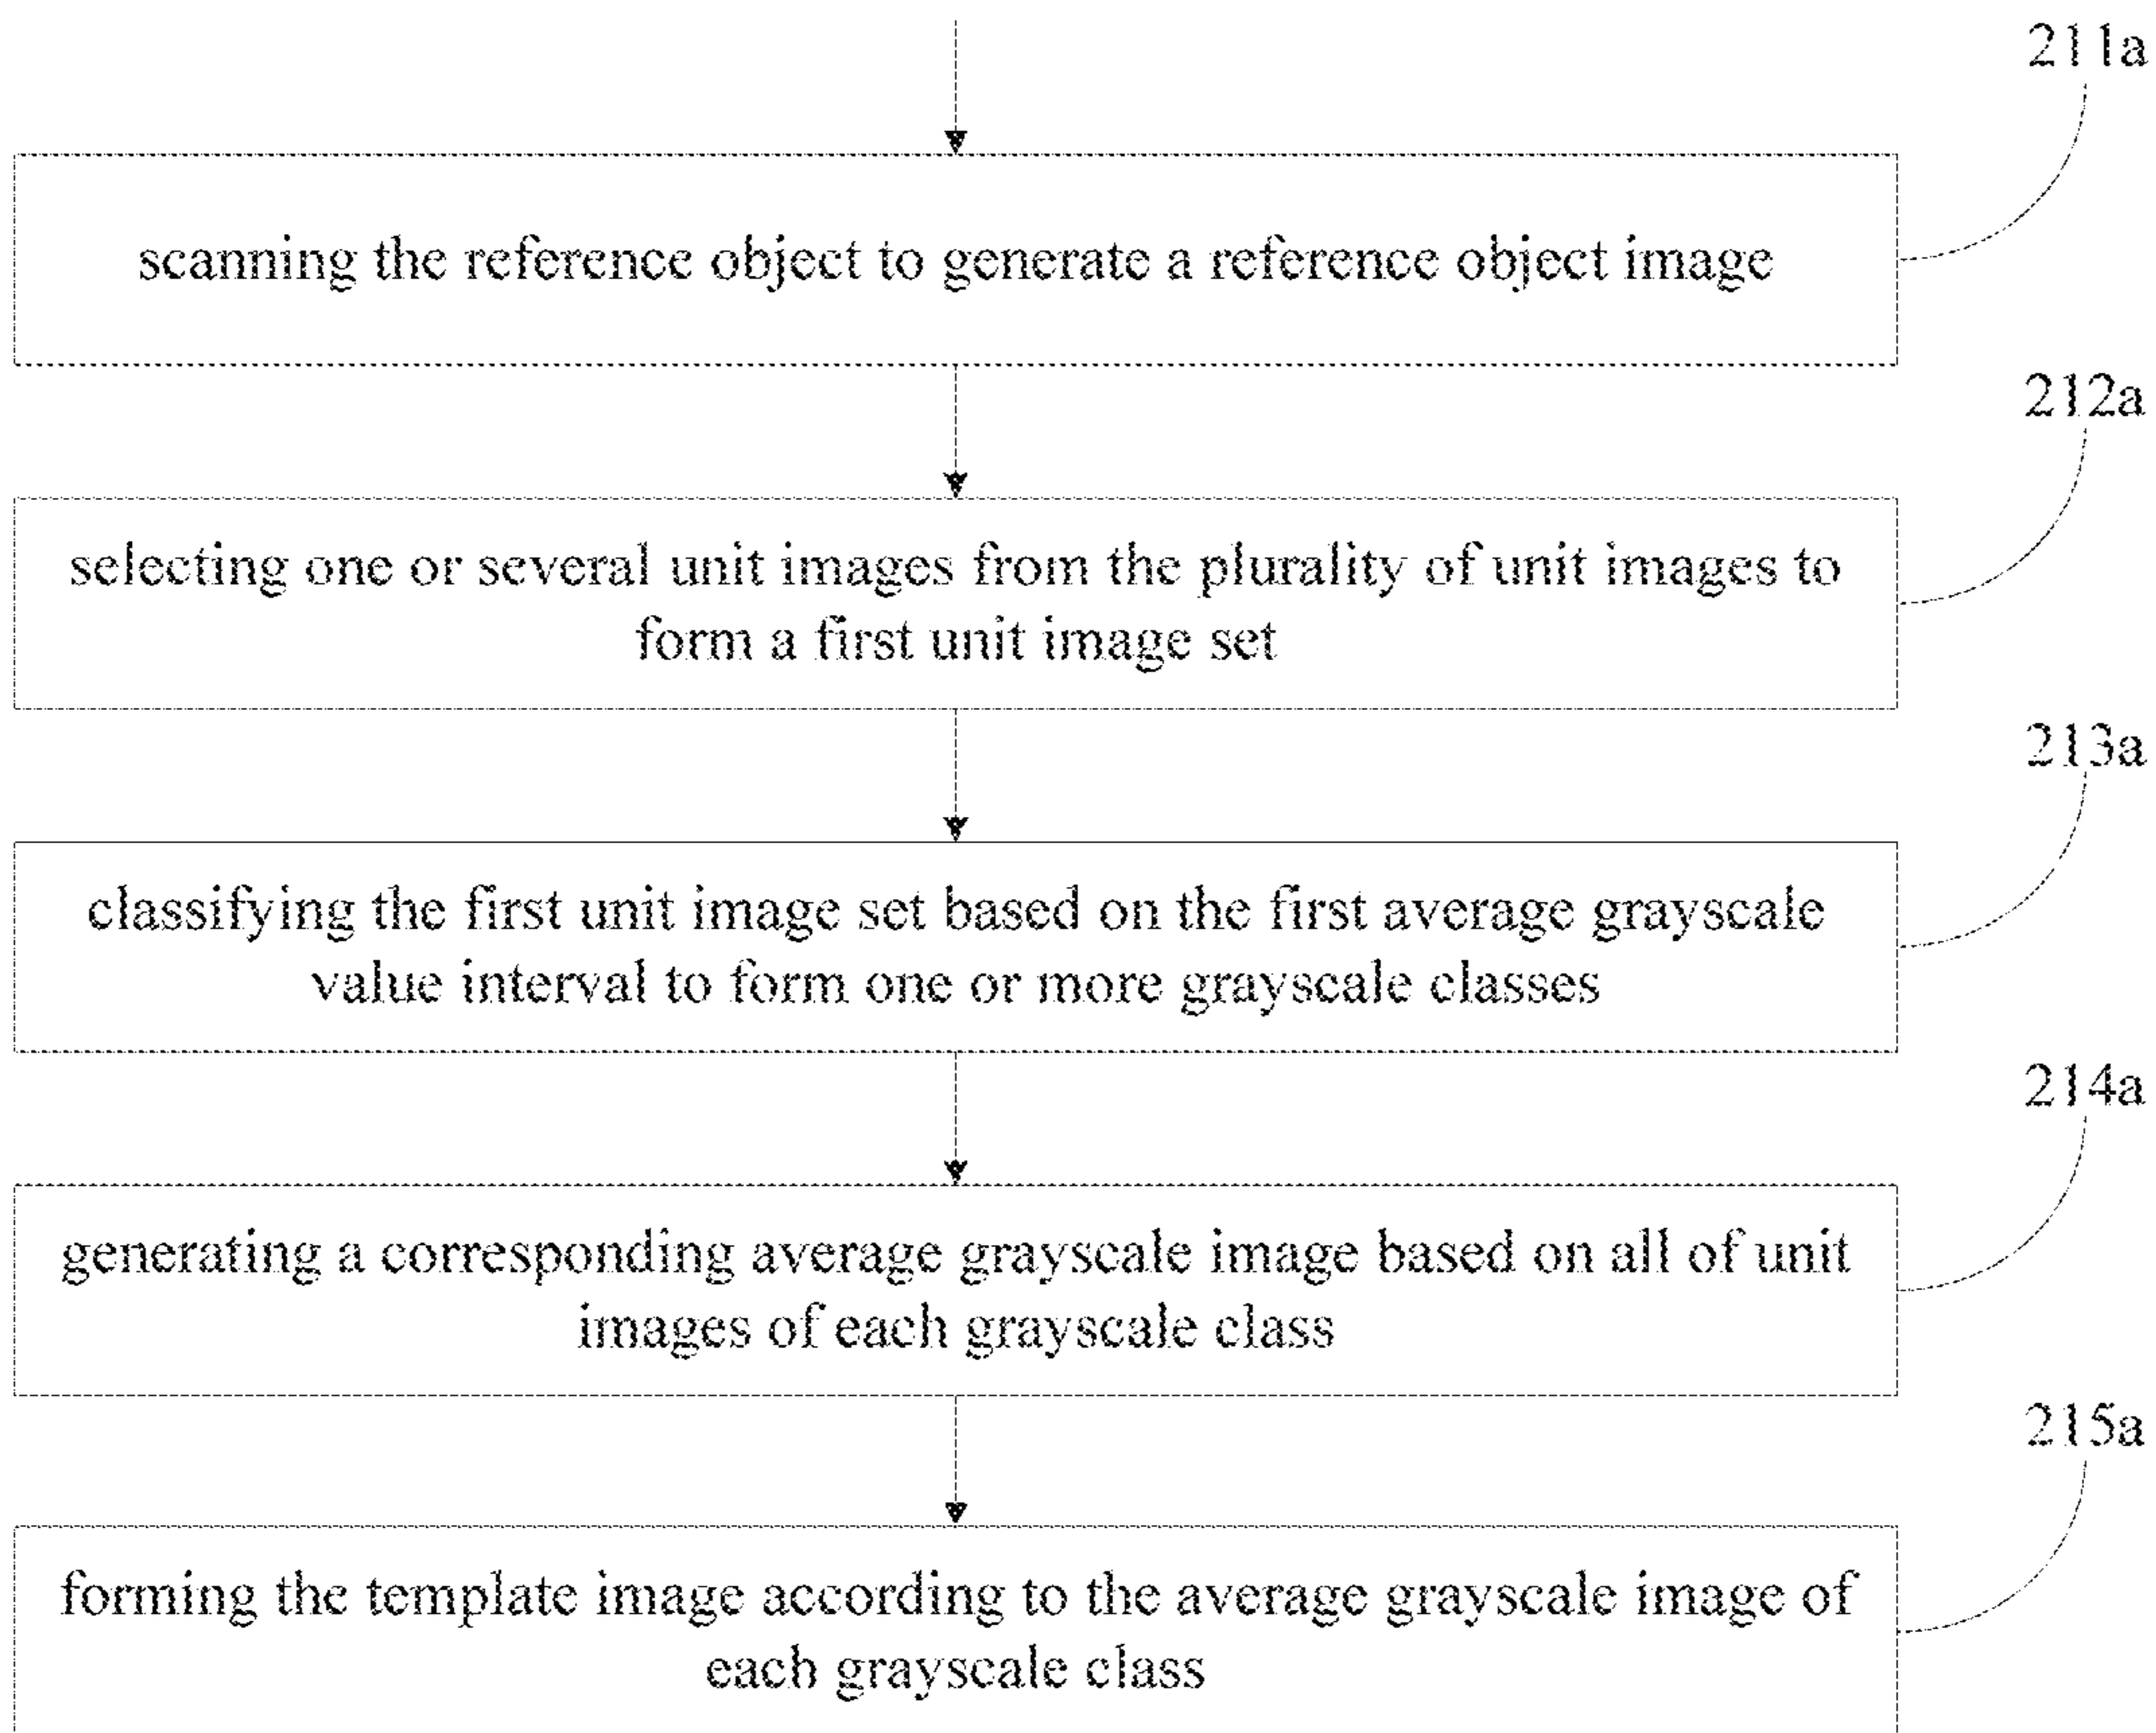 211a
scanning the reference object to generate a reference object image
212a
selecting one or several unit images from the plurality of unit images to
form a first unit image set
213a
classifying the first unit image set based on the first average grayscale
value interval to form one or more grayscale classes
214a
generating a corresponding average grayscale image based on all of unit
images of each grayscale class
215a
forming the template image according to the average grayscale image of
each grayscale class